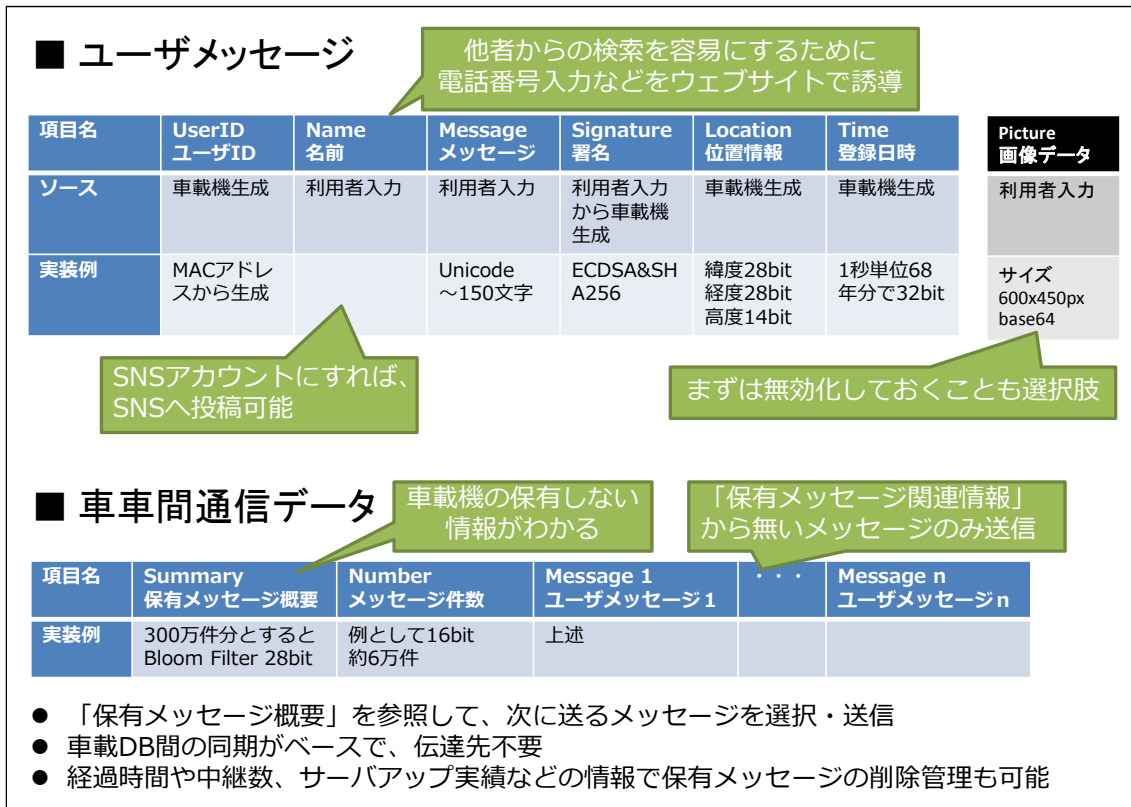 ■ ユーザメッセージ
他者からの検索を容易にするために
電話番号入力などをウェブサイトで誘導
項目名
UserID
ユーザID
Name
名前
Message
メッセージ
Signature
署名
Location
位置情報
Time
登録日時
Picture
画像データ
ソース
車載機生成
利用者入力
利用者入力
利用者入力
から車載機
生成
車載機生成
車載機生成
利用者入力
実装例
MACアドレ
スから生成
Unicode
～150文字
ECDSA&SH
A256
緯度28bit
経度28bit
高度14bit
1秒単位68
年分で32bit
サイズ
600x450px
base64
SNSアカウントにすれば、
SNSへ投稿可能
まずは無効化しておくことも選択肢
■ 車車間通信データ
車載機の保有しない
情報がわかる
「保有メッセージ関連情報」
から無いメッセージのみ送信
項目名
Summary
保有メッセージ概要
Number
メッセージ件数
Message 1
ユーザメッセージ１
・・・
Message n
ユーザメッセージｎ
実装例
300万件分とすると
Bloom Filter 28bit
例として16bit
約6万件
上述
● 「保有メッセージ概要」を参照して、次に送るメッセージを選択・送信
● 車載DB間の同期がベースで、伝達先不要
● 経過時間や中継数、サーバアップ実績などの情報で保有メッセージの削除管理も可能